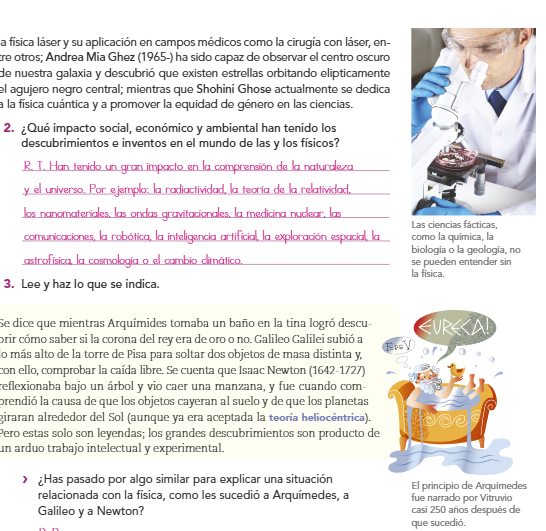 a física láser y su aplicación en campos médicos como la cirugía con láser, en-
tre otros; Andrea Mia Ghez (1965-) ha sido capaz de observar el centro oscuro
de nuestra galaxia y descubrió que existen estrellas orbitando elípticamente
el agujero negro central; mientras que Shohini Ghose actualmente se dedica
a la física cuántica y a promover la equidad de género en las ciencias.
2. ¿Qué impacto social, económico y ambiental han tenido los
descubrimientos e inventos en el mundo de las y los físicos?
R. T. Han tenido un gran impacto en la comprensión de la naturaleza
y el universo. Por ejemplo: la radiactividad, la teoría de la relatividad,
los nanomateriales, las ondas gravitacionales, la medicina nuclear, las
comunicaciones, la robótica, la inteligencia artificial, la exploración espacial, la
astrofísica, la cosmología o el cambio climático.
3. Lee y haz lo que se indica.
Se dice que mientras Arquímides tomaba un baño en la tina logró descu-
brir cómo saber si la corona del rey era de oro o no. Galileo Galilei subió a
lo más alto de la torre de Pisa para soltar dos objetos de masa distinta y,
con ello, comprobar la caída libre. Se cuenta que Isaac Newton (1642-1727)
reflexionaba bajo un árbol y vio caer una manzana, y fue cuando com-
prendió la causa de que los objetos cayeran al suelo y de que los planetas
giraran alrededor del Sol (aunque ya era aceptada la teoría heliocéntrica).
Pero estas solo son leyendas; los grandes descubrimientos son producto de
un arduo trabajo intelectual y experimental.
› ¿Has pasado por algo similar para explicar una situación
relacionada con la física, como les sucedió a Arquímedes, a
Galileo y a Newton?
Las ciencias fácticas,
como la química, la
biología o la geología, no
se pueden entender sin
la física.
¡EUREKA!
El principio de Arquímedes
fue narrado por Vitruvio
casi 250 años después de
que sucedió.